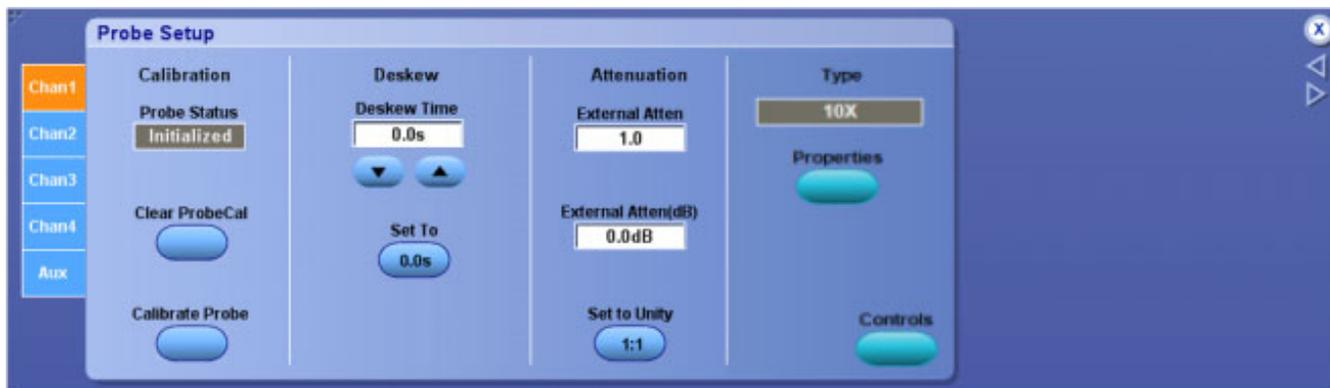 Probe Setup
X
Chan1
Chan2
Chan3
Chan4
Aux
Calibration
Probe Status
Initialized
Clear ProbeCal
Calibrate Probe
Deskew
Deskew Time
0.0s
Set To
0.0s
Attenuation
External Atten
1.0
External Atten(dB)
0.0dB
Set to Unity
1:1
Type
10X
Properties
Controls